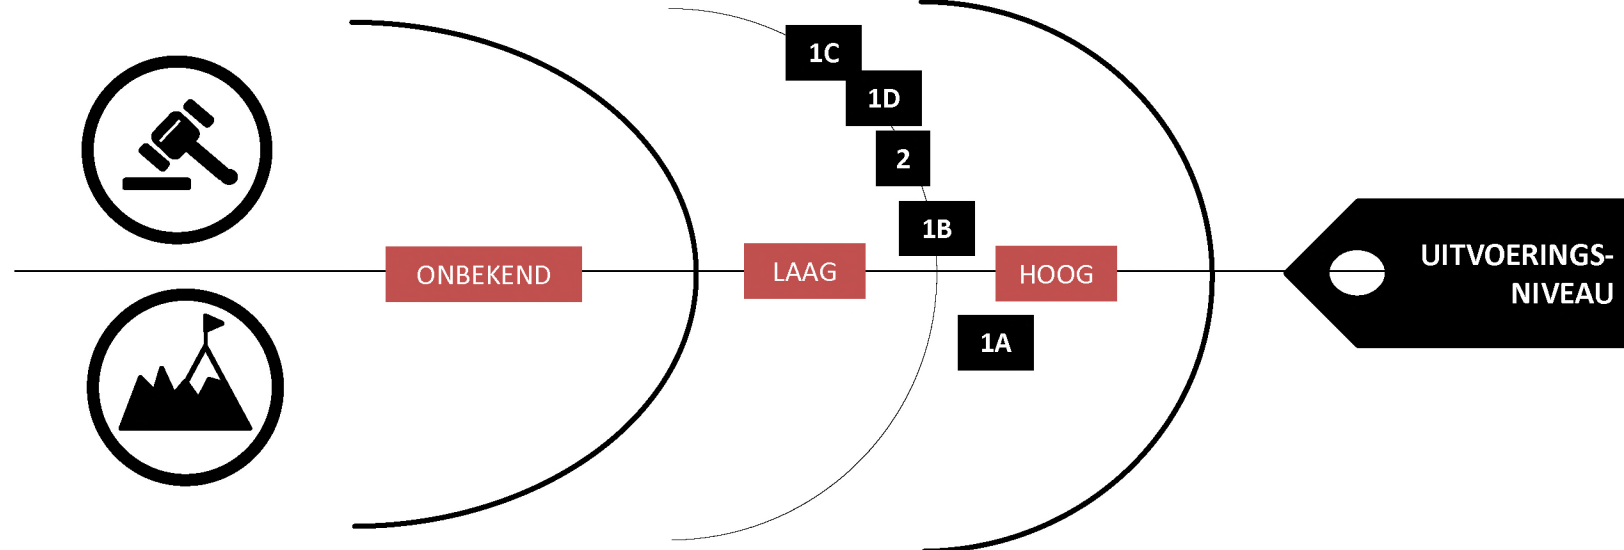 1C
1D
2
1B
ONBEKEND
LAAG
HOOG
1A
UITVOERINGS-
NIVEAU